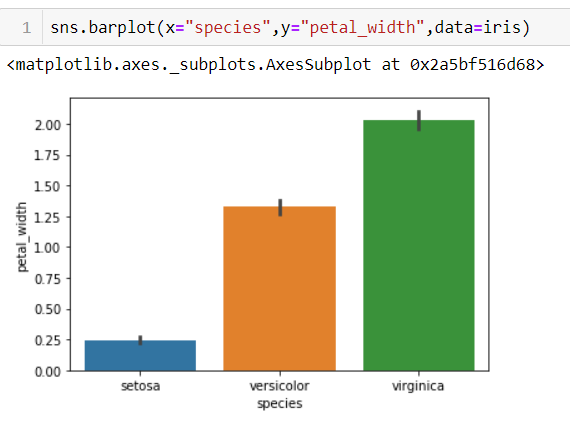 1 sns.barplot(x="species",y="petal_width",data=iris)
<matplotlib.axes._subplots.AxesSubplot at 0x2a5bf516d68>
2.00
1.75
1.50
1.25
1.00
0.75
0.50
0.25
0.00
petal_width
setosa versicolor virginica
species